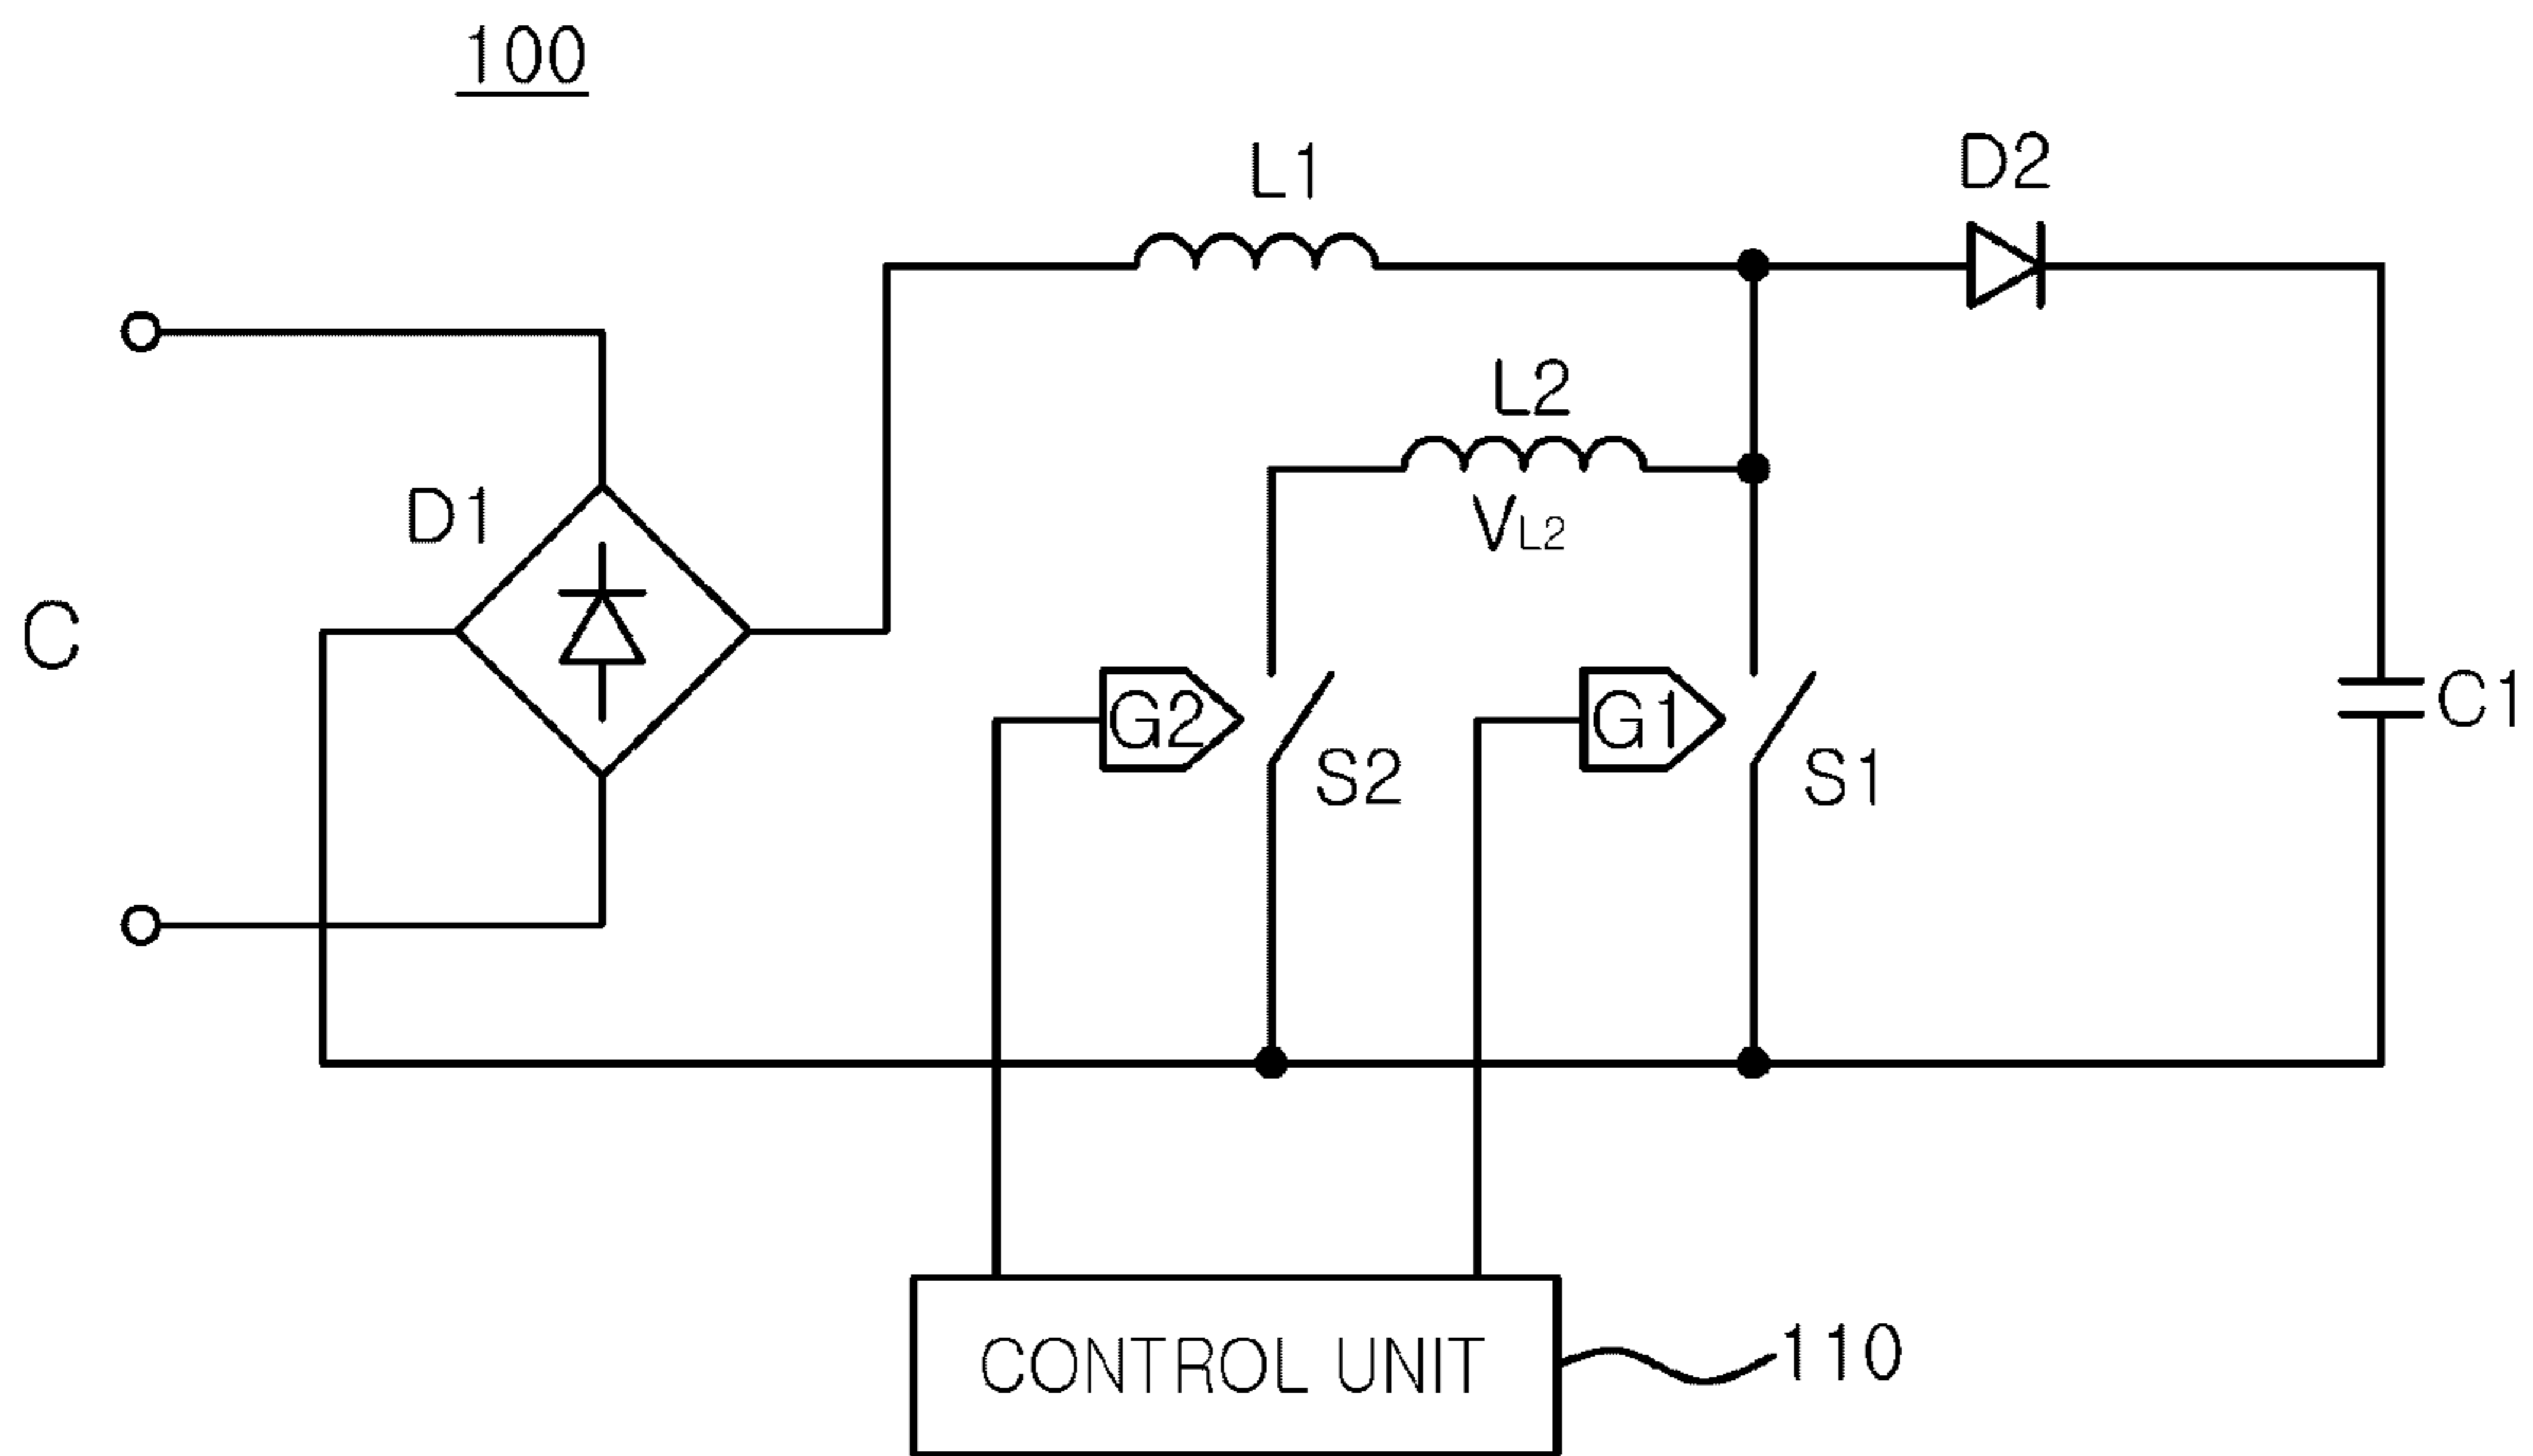 100
L1
D2
L2
VL2
D1
C
G2
S2
G1
S1
C1
CONTROL UNIT
110